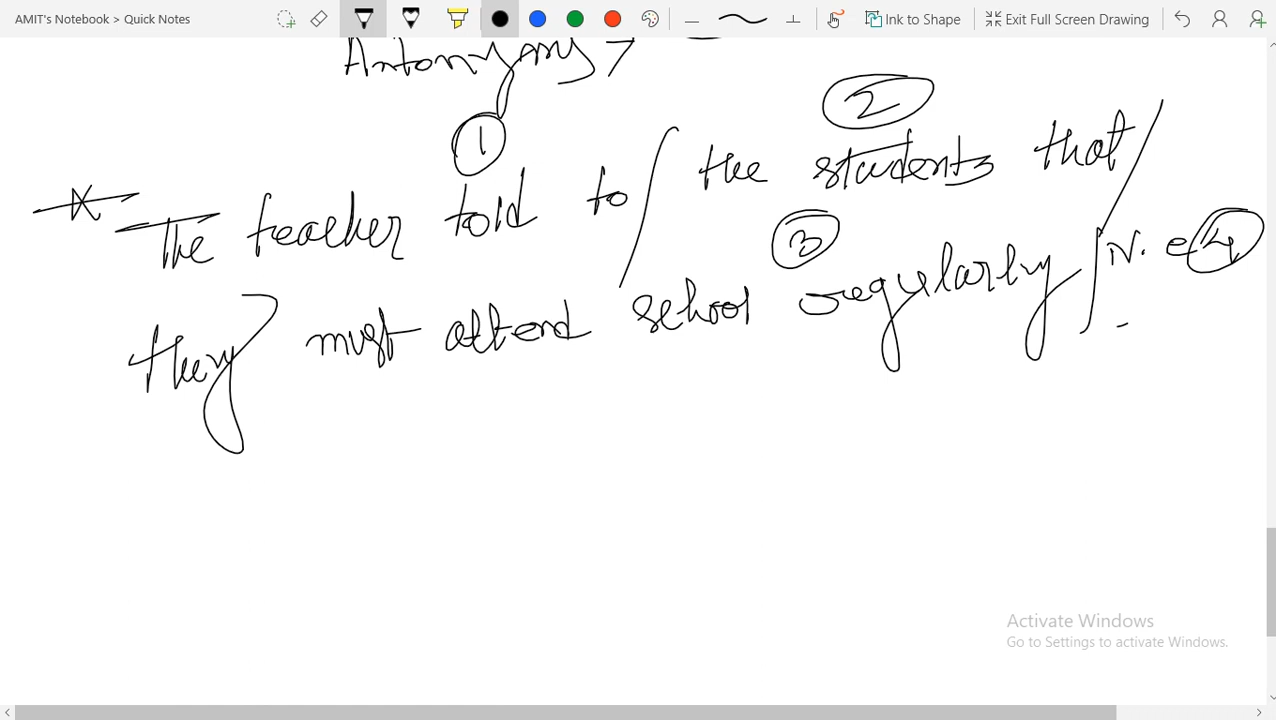 AMIT's Notebook > Quick Notes
Ink to Shape
Exit Full Screen Drawing
Antonyms >
1 2
* The teacher told to / the students that /
3
they must attend school regularly / N. e 4
Activate Windows
Go to Settings to activate Windows.